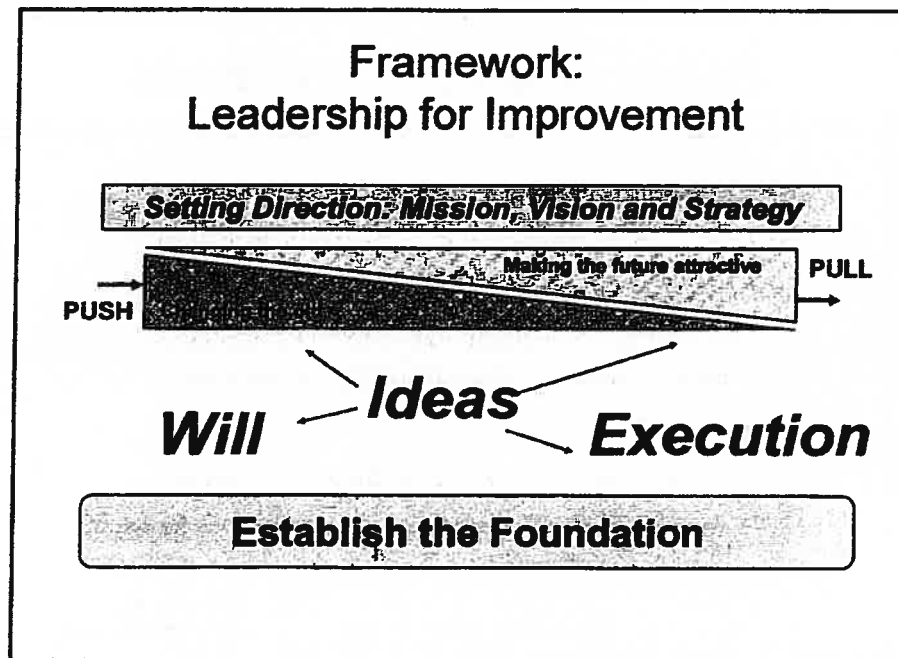 Framework:
Leadership for Improvement
Setting Direction: Mission, Vision and Strategy
Making the future attractive
PULL
PUSH
Ideas
Will
Execution
Establish the Foundation